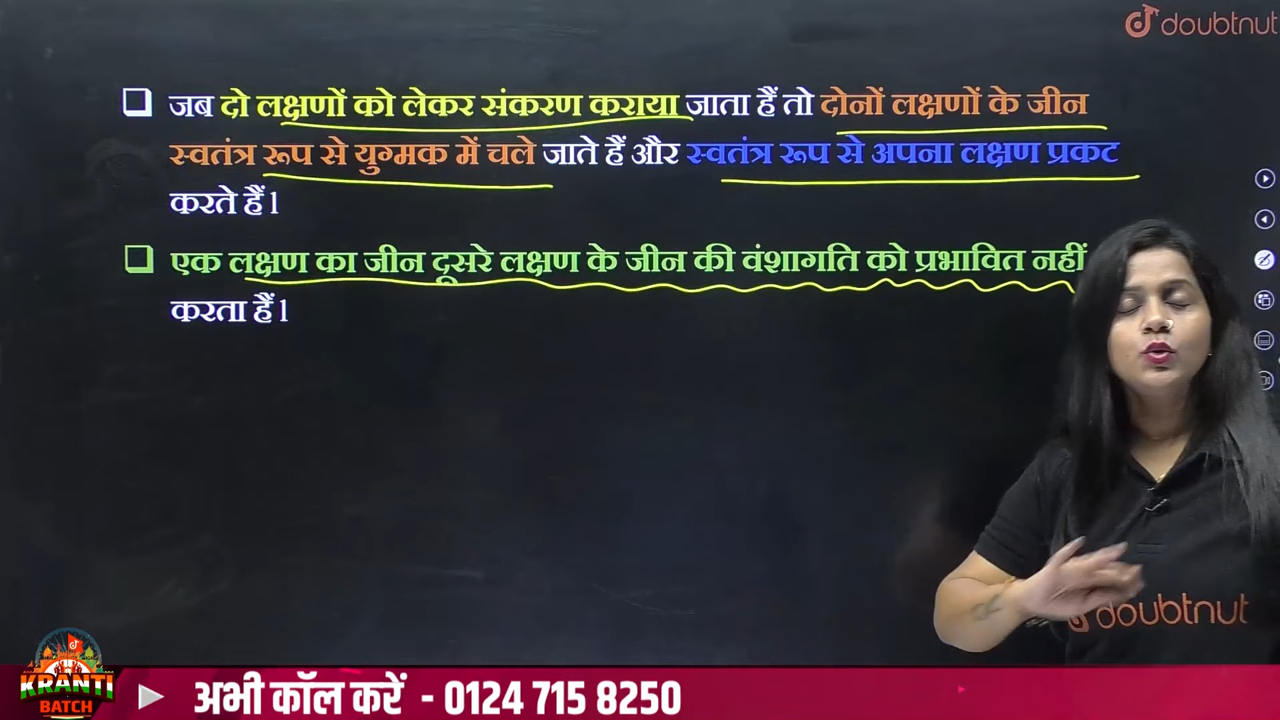 doubtnut
जब दो लक्षणों को लेकर संकरण कराया जाता हैं तो दोनों लक्षणों के जीन
स्वतंत्र रूप से युग्मक में चले जाते हैं और स्वतंत्र रूप से अपना लक्षण प्रकट
करते हैं।
एक लक्षण का जीन दूसरे लक्षण के जीन की वंशागति को प्रभावित नहीं
करता हैं।
doubtnut
KRANTI
BATCH
अभी कॉल करें - 0124 715 8250